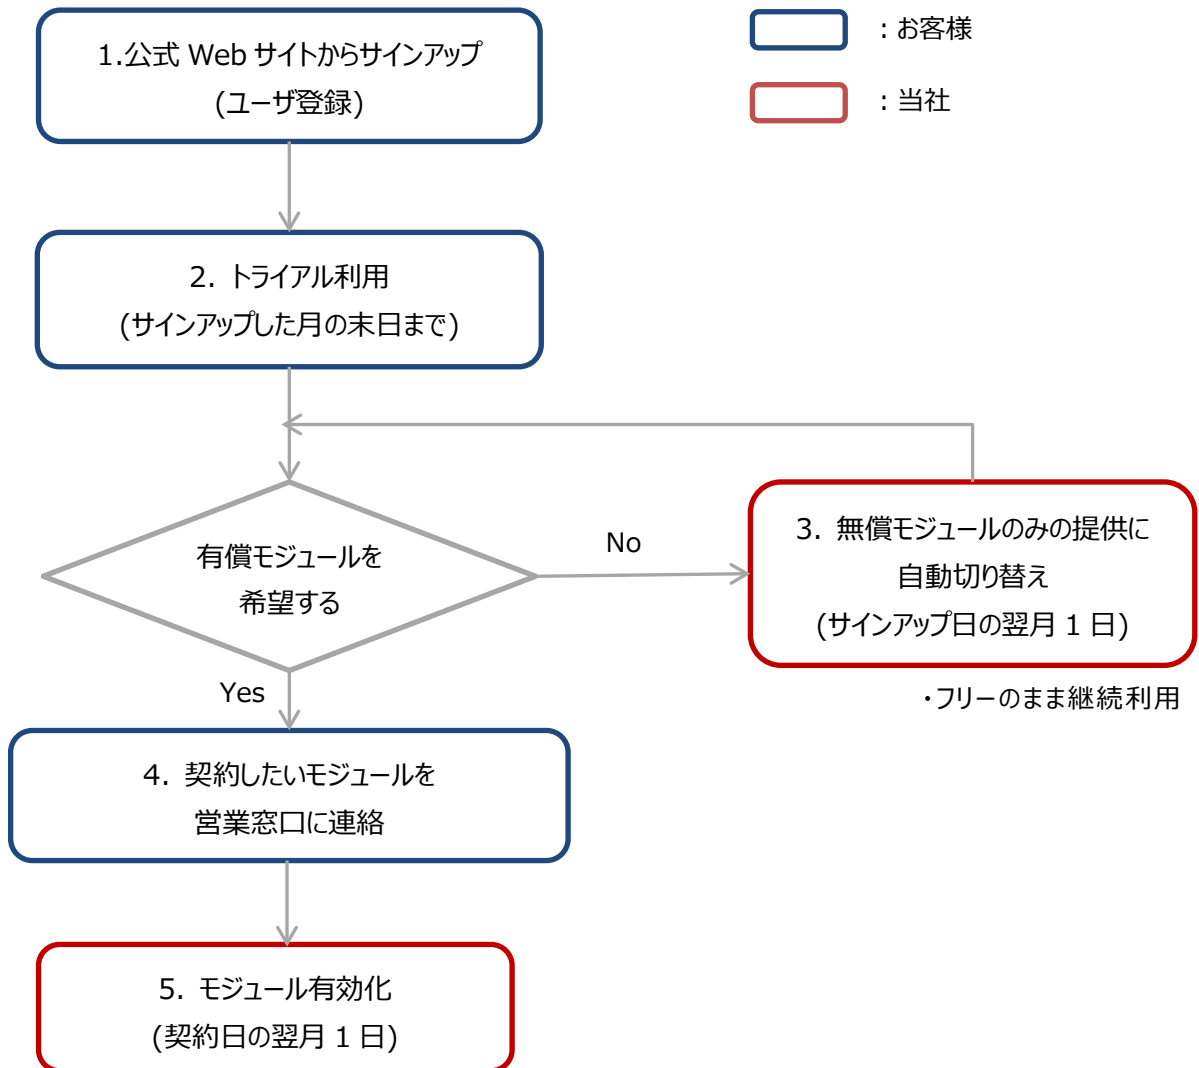 1.公式 Web サイトからサインアップ
(ユーザ登録)
: お客様
: 当社
2. トライアル利用
(サインアップした月の末日まで)
有償モジュールを
希望する
No
3. 無償モジュールのみの提供に
自動切り替え
(サインアップ日の翌月 1 日)
・フリーのまま継続利用
Yes
4. 契約したいモジュールを
営業窓口に連絡
5. モジュール有効化
(契約日の翌月 1 日)